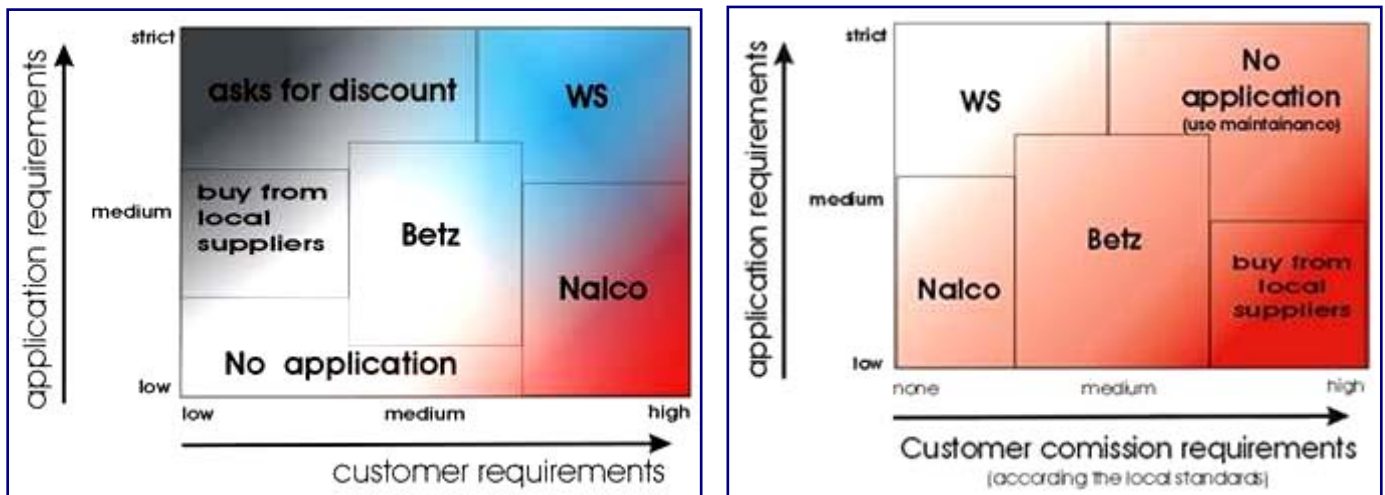 application requirements
strict
medium
low
asks for discount
WS
buy from
local
suppliers
Betz
Nalco
No application
low
medium
high
customer requirements
application requirements
strict
medium
low
WS
No
application
(use maintainance)
Betz
Nalco
buy from
local
suppliers
none
medium
high
Customer comission requirements
(according the local standards)